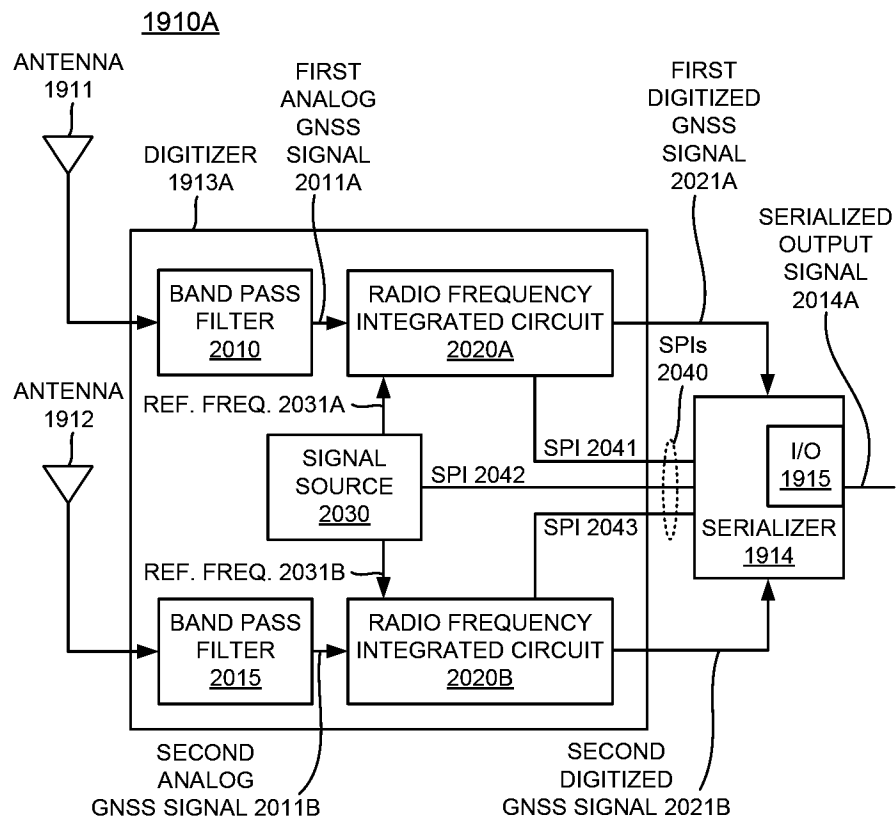 1910A
ANTENNA
1911
FIRST
ANALOG
GNSS
SIGNAL
2011A
FIRST
DIGITIZED
GNSS
SIGNAL
2021A
DIGITIZER
1913A
SERIALIZED
OUTPUT
SIGNAL
2014A
BAND PASS
FILTER
2010
RADIO FREQUENCY
INTEGRATED CIRCUIT
2020A
SPIs
2040
ANTENNA
1912
REF. FREQ. 2031A
SIGNAL
SOURCE
2030
SPI 2041
SPI 2042
SPI 2043
I/O
1915
SERIALIZER
1914
REF. FREQ. 2031B
BAND PASS
FILTER
2015
RADIO FREQUENCY
INTEGRATED CIRCUIT
2020B
SECOND
ANALOG
GNSS SIGNAL 2011B
SECOND
DIGITIZED
GNSS SIGNAL 2021B